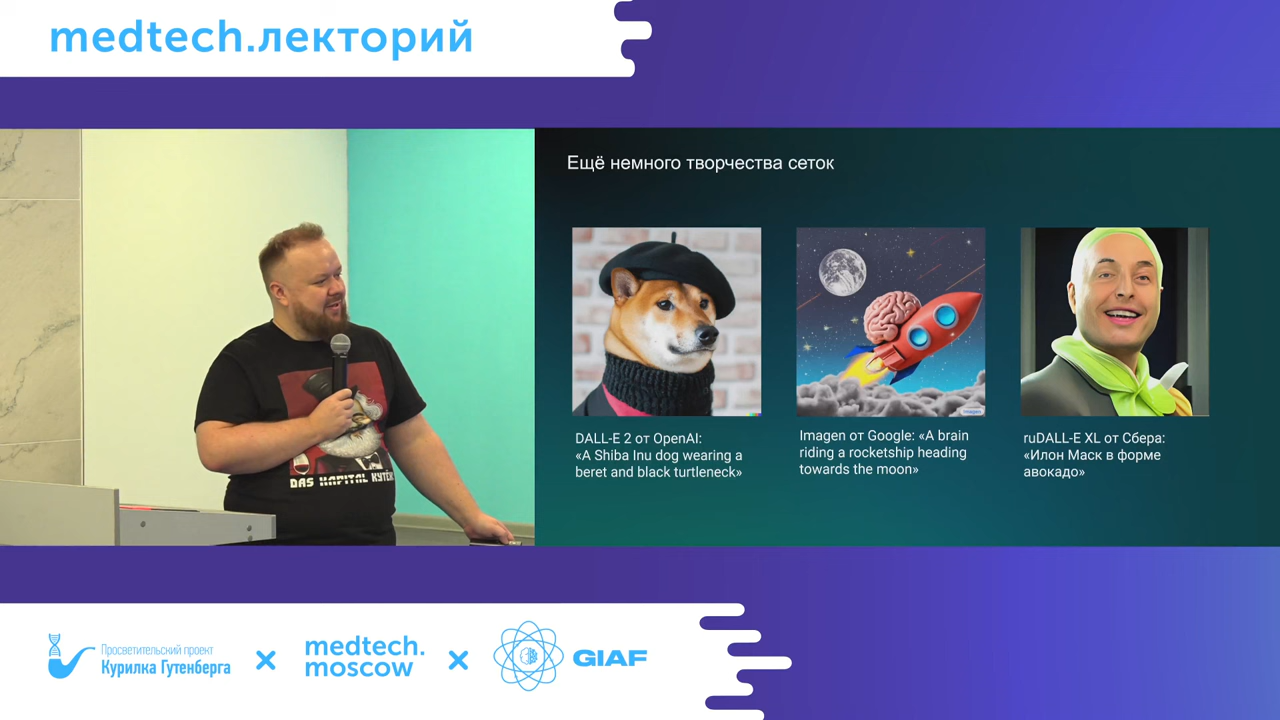 medtech.лекторий
Ещё немного творчества сеток
DALL-E 2 от OpenAI:
«A Shiba Inu dog wearing a
beret and black turtleneck»
Imagen от Google: «A brain
riding a rocketship heading
towards the moon»
ruDALL-E XL от Сбера:
«Илон Маск в форме
авокадо»
DAS KAPITAL КУТЁЖ
Просветительский проект
Курилка Гутенберга
medtech.
moscow
GIAF